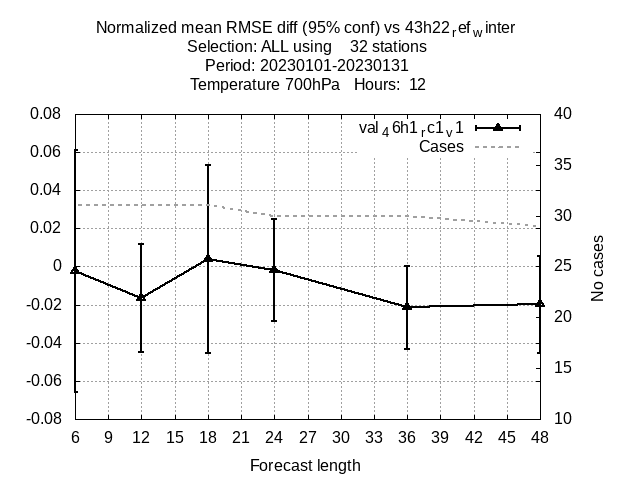 Normalized mean RMSE diff (95% conf) vs 43h22refwinter
Selection: ALL using 32 stations
Period: 20230101-20230131
Temperature 700hPa Hours: 12
val46h1rc1v1
Cases
0.08
0.06
0.04
0.02
0
-0.02
-0.04
-0.06
-0.08
40
35
30
25
20
15
10
No cases
6 9 12 15 18 21 24 27 30 33 36 39 42 45 48
Forecast length